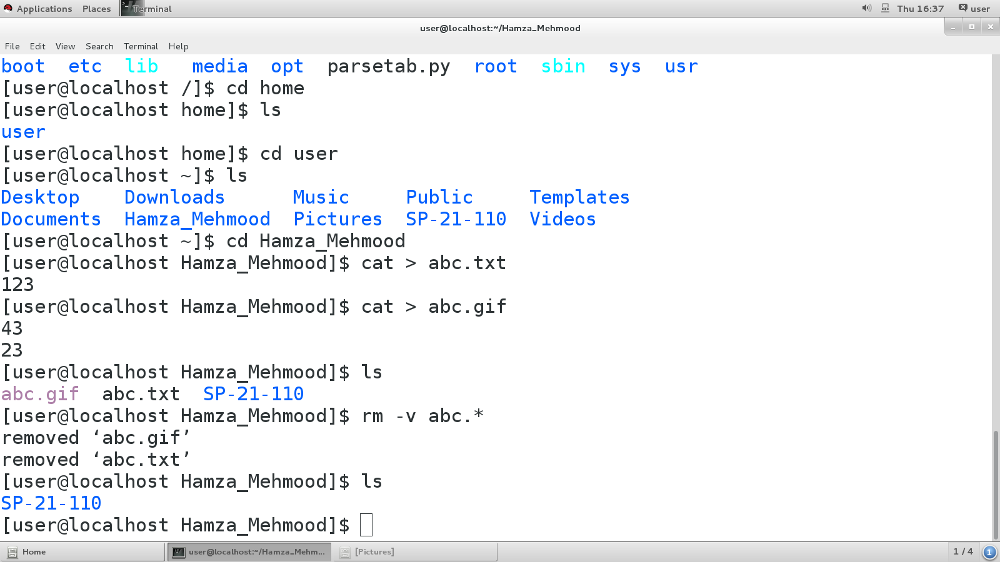 Applications Places Terminal Thu 16:37 user
user@localhost:~/Hamza_Mehmood
File Edit View Search Terminal Help
boot etc lib media opt parsetab.py root sbin sys usr
[user@localhost /]$ cd home
[user@localhost home]$ ls
user
[user@localhost home]$ cd user
[user@localhost ~]$ ls
Desktop Downloads Music Public Templates
Documents Hamza_Mehmood Pictures SP-21-110 Videos
[user@localhost ~]$ cd Hamza_Mehmood
[user@localhost Hamza_Mehmood]$ cat > abc.txt
123
[user@localhost Hamza_Mehmood]$ cat > abc.gif
43
23
[user@localhost Hamza_Mehmood]$ ls
abc.gif abc.txt SP-21-110
[user@localhost Hamza_Mehmood]$ rm -v abc.*
removed ‘abc.gif’
removed ‘abc.txt’
[user@localhost Hamza_Mehmood]$ ls
SP-21-110
[user@localhost Hamza_Mehmood]$
Home user@localhost:~/Hamza_Mehm... [Pictures] 1 / 4 1